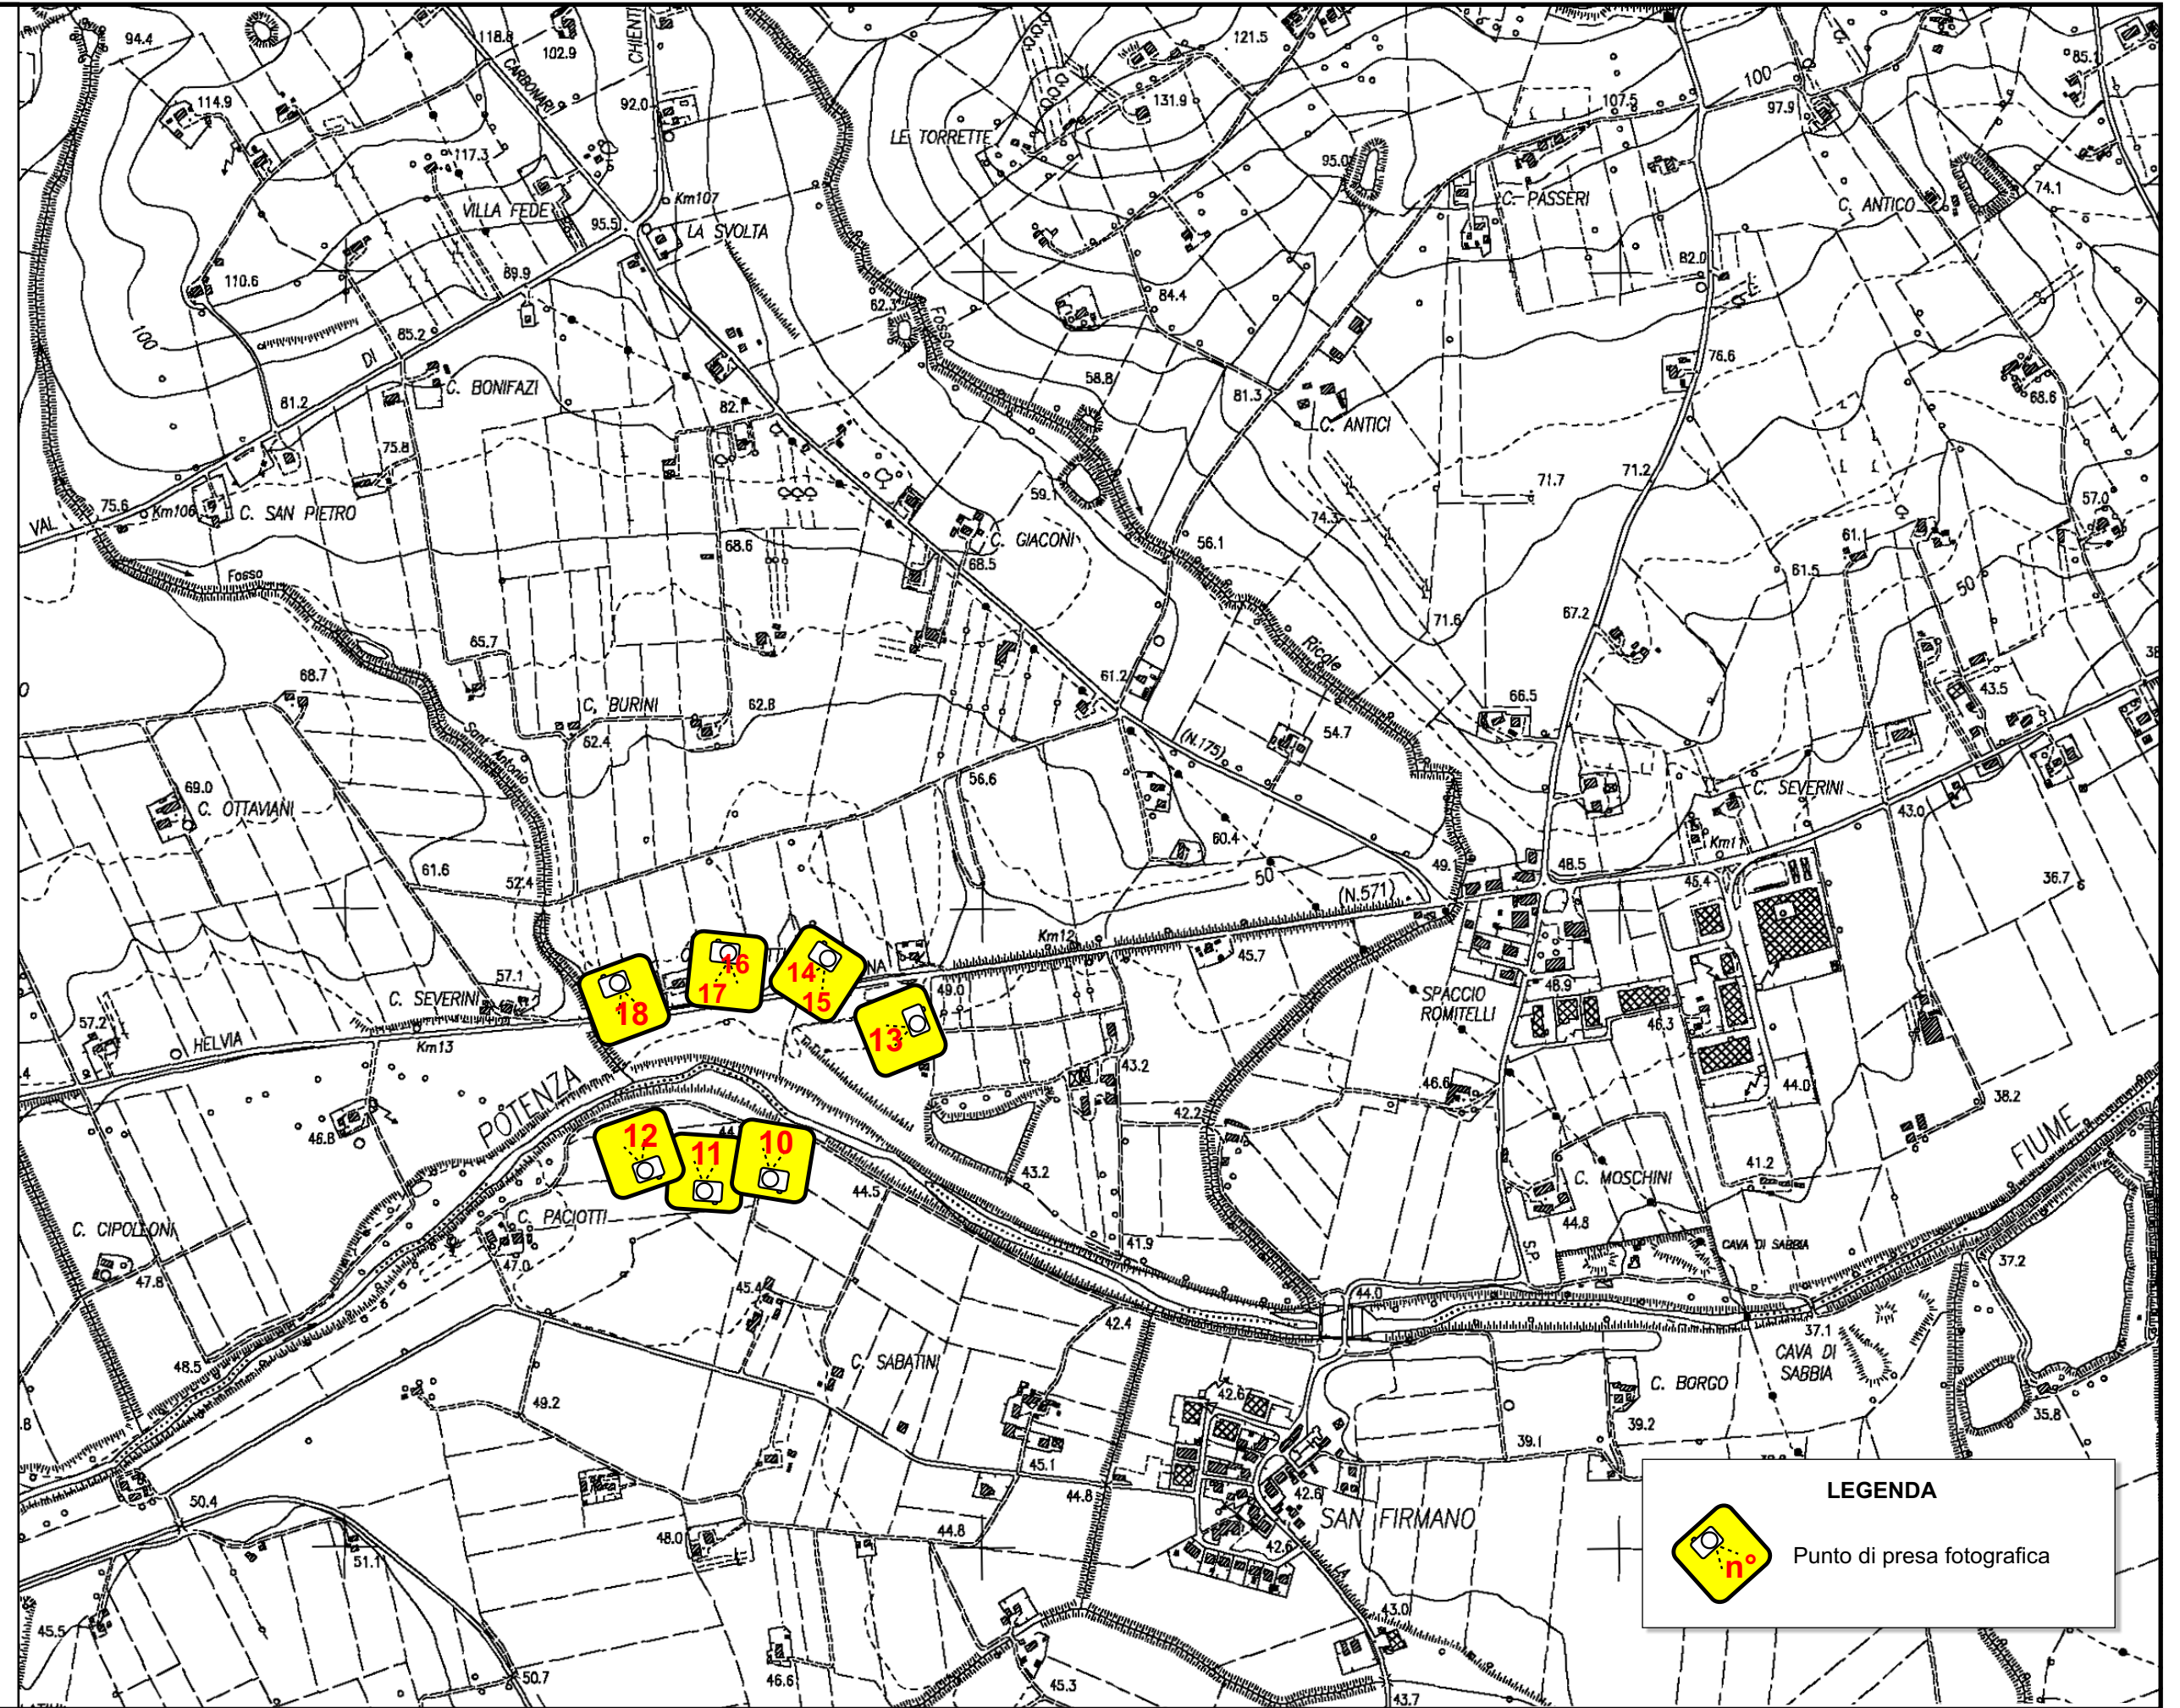 94.4
118.8
102.9
CHIENTI
121.5
85.1
CARBONARI
114.9
92.0
131.9
100
107.5
97.9
LE TORRETTE
117.3
95.0
74.1
VILLA FEDE
Km107
C. PASSERI
C. ANTICO
95.5
LA SVOLTA
89.9
82.0
110.6
62.3
Fosso
84.4
100
85.2
DI
76.6
C. BONIFAZI
58.8
81.3
68.6
81.2
82.1
C. ANTICI
75.8
71.2
71.7
59.1
57.0
75.6
Km106
C. SAN PIETRO
74.3
VAL
C. GIACONI
56.1
61.1
68.6
68.5
61.5
Fosso
50
67.2
71.6
65.7
Ricale
68.7
61.2
66.5
43.5
C. BURINI
62.8
54.7
62.4
(N.175)
Sant' Antonio
56.6
69.0
C. OTTAVIANI
C. SEVERINI
43.0
60.4
Km11
61.6
52.4
50
49.1
48.5
45.4
36.7
(N.571)
Km12
16
14
45.7
57.1
C. SEVERINI
17
15
49.0
18
48.9
SPACCIO
ROMITELLI
57.2
13
46.3
HELVIA
Km13
43.2
46.6
44.0
38.2
POTENZA
42.2
46.8
12
11
10
FIUME
43.2
41.2
44.5
C. MOSCHINI
C. PACIOTTI
44.8
C. CIPOLLONI
41.9
S.P.
CAVA DI SABBIA
47.0
37.2
47.8
45.4
44.0
42.4
37.1
CAVA DI
SABBIA
48.5
C. SABATINI
C. BORGO
42.6
49.2
39.2
35.8
39.1
45.1
LEGENDA
44.8
42.6
50.4
SAN FIRMANO
44.8
48.0
42.6
51.1
n°
Punto di presa fotografica
LA
43.0
45.5
50.7
46.6
45.3
43.7